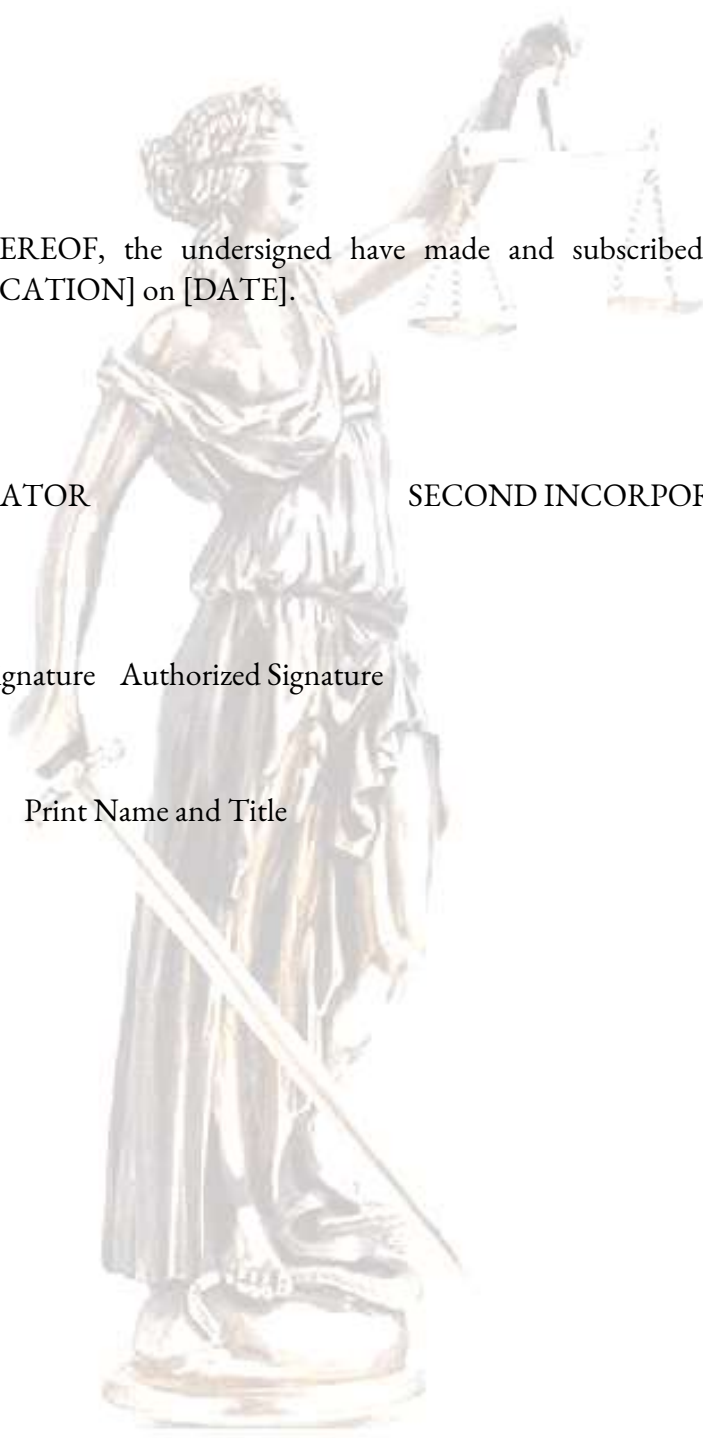 EREOF, the undersigned have made and subscribed
CATION] on [DATE].
ATOR SECOND INCORPOR
gnature Authorized Signature
Print Name and Title